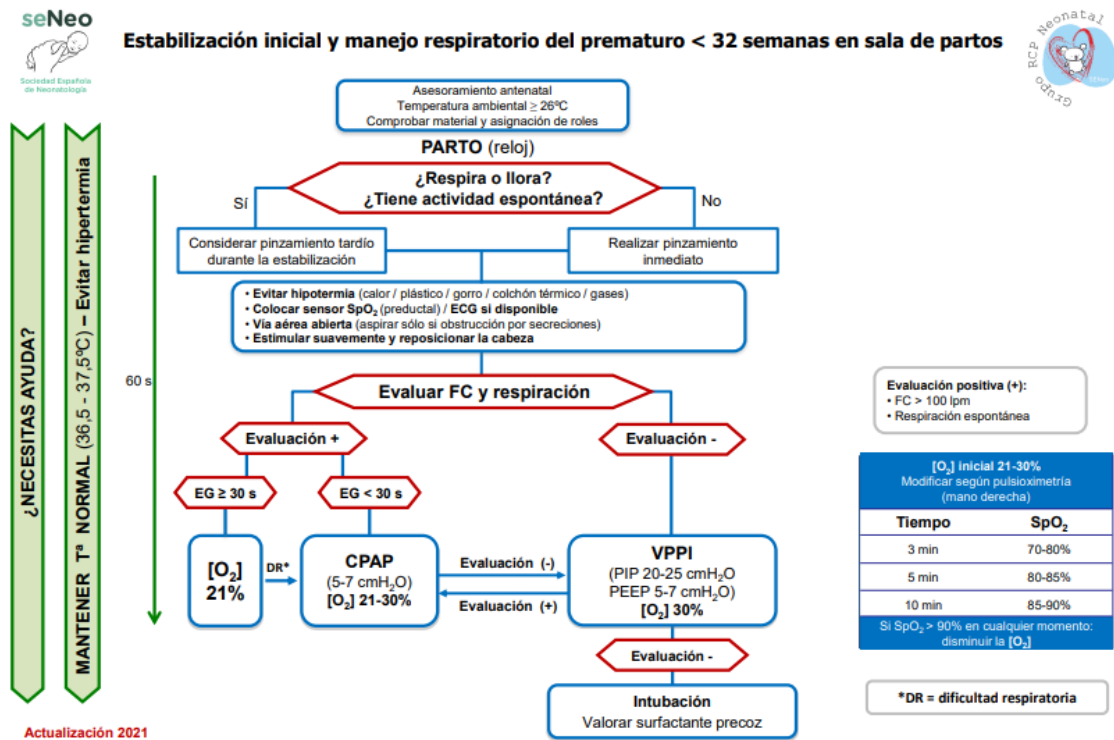 seNeo
Sociedad Española
de Neonatología
Estabilización inicial y manejo respiratorio del prematuro < 32 semanas en sala de partos
Grupo RCP Neonatal
SENeo
Asesoramiento antenatal
Temperatura ambiental ≥ 26ºC
Comprobar material y asignación de roles
PARTO (reloj)
¿Respira o llora?
¿Tiene actividad espontánea?
Sí
No
Considerar pinzamiento tardío
durante la estabilización
Realizar pinzamiento
inmediato
• Evitar hipotermia (calor / plástico / gorro / colchón térmico / gases)
• Colocar sensor SpO₂ (preductal) / ECG si disponible
• Vía aérea abierta (aspirar sólo si obstrucción por secreciones)
• Estimular suavemente y reposicionar la cabeza
¿NECESITAS AYUDA?
MANTENER Tª NORMAL (36,5 - 37,5ºC) – Evitar hipertermia
60 s
Evaluar FC y respiración
Evaluación +
Evaluación -
EG ≥ 30 s
EG < 30 s
[O₂]
21%
DR*
CPAP
(5-7 cmH₂O)
[O₂] 21-30%
Evaluación (-)
Evaluación (+)
VPPI
(PIP 20-25 cmH₂O
PEEP 5-7 cmH₂O)
[O₂] 30%
Evaluación -
Intubación
Valorar surfactante precoz
Evaluación positiva (+):
• FC > 100 lpm
• Respiración espontánea
[O₂] inicial 21-30%
Modificar según pulsioximetría
(mano derecha)
Tiempo SpO₂
3 min 70-80%
5 min 80-85%
10 min 85-90%
Si SpO₂ > 90% en cualquier momento:
disminuir la [O₂]
*DR = dificultad respiratoria
Actualización 2021